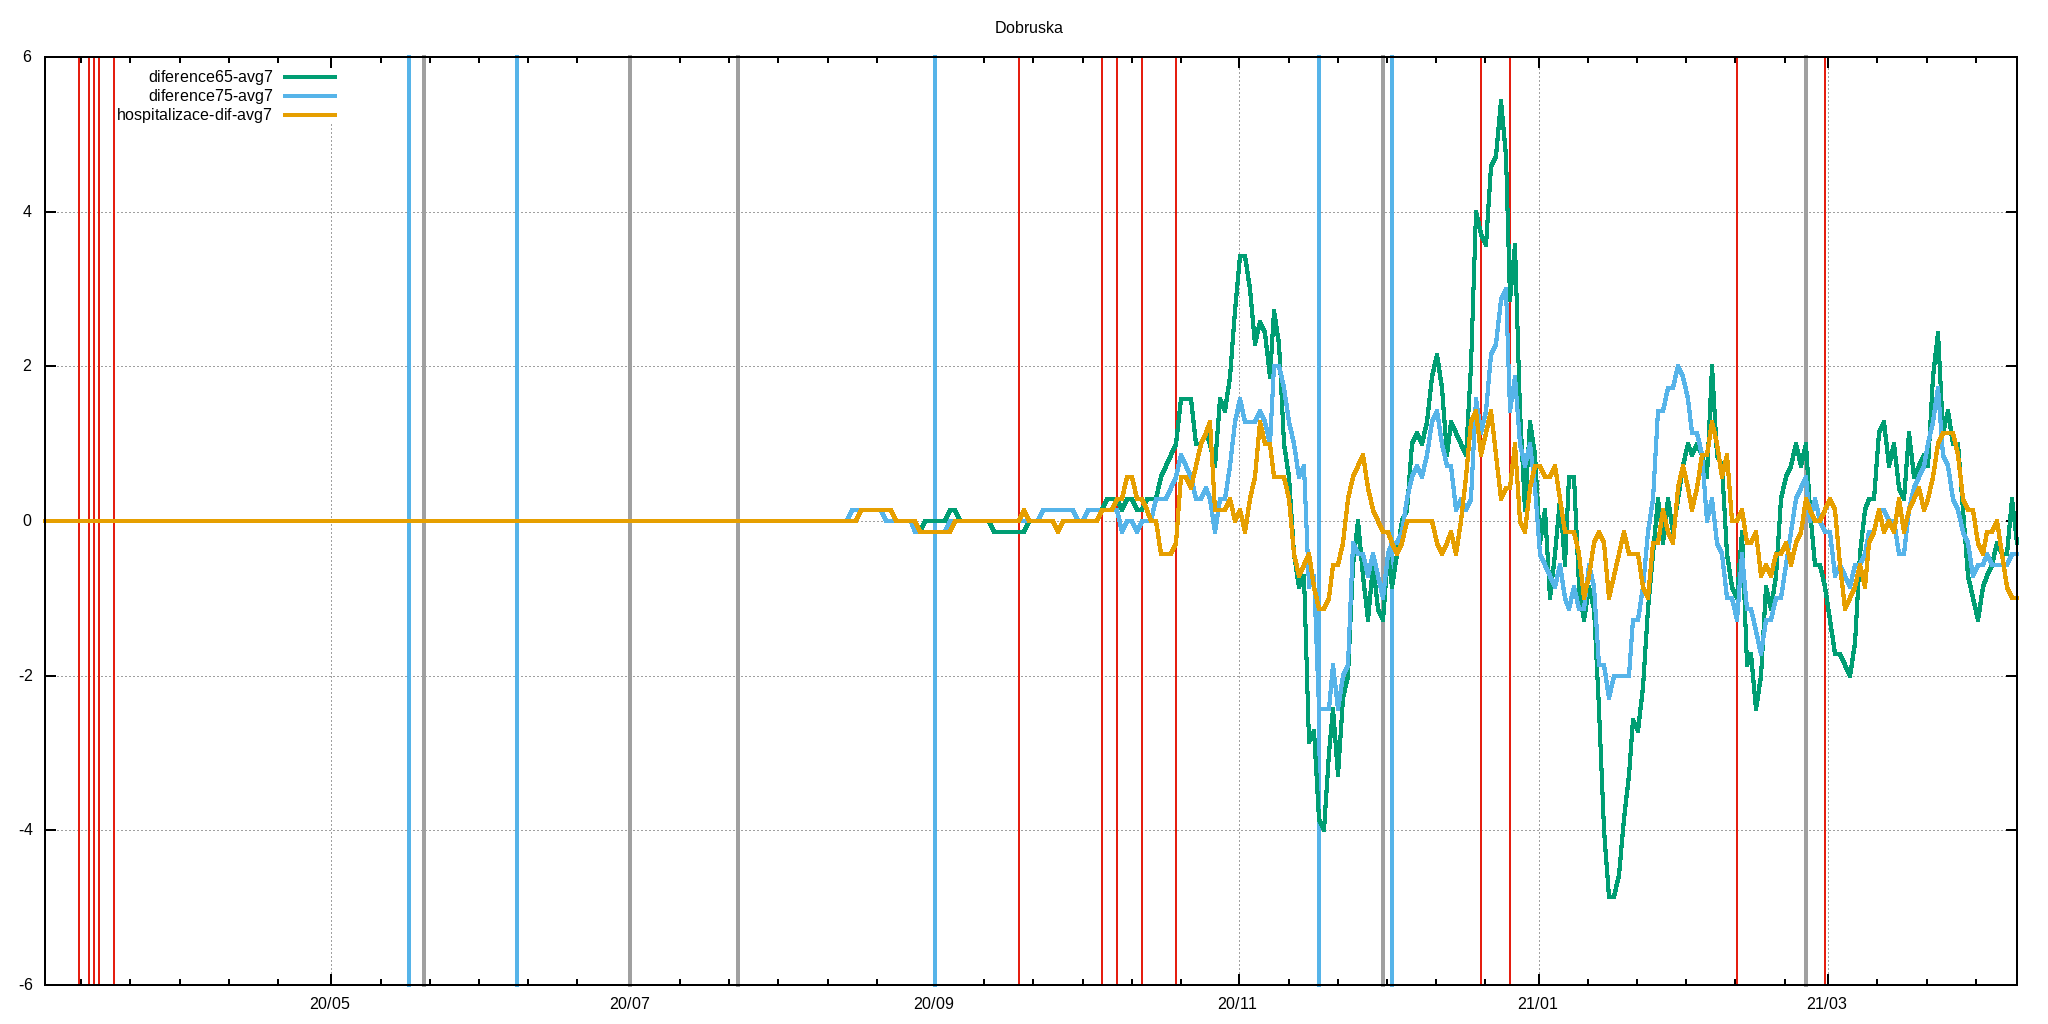 Dobruska
6
diference65-avg7
diference75-avg7
hospitalizace-dif-avg7
4
2
0
-2
-4
-6
20/05 20/07 20/09 20/11 21/01 21/03